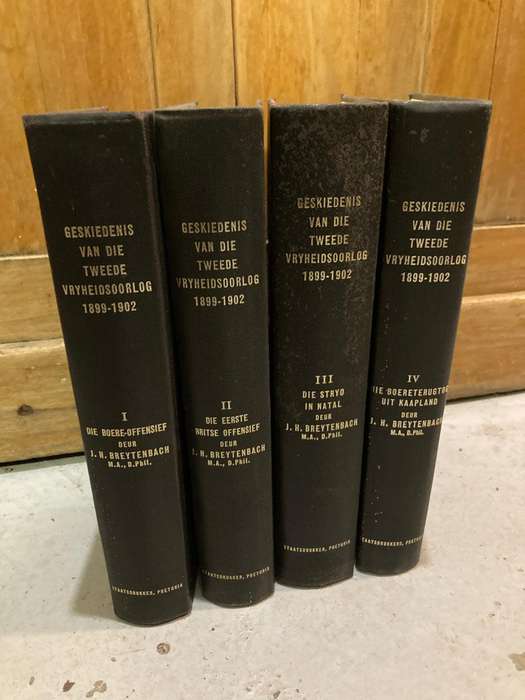 GESKIEDENIS
VAN DIE
TWEEDE
VRYHEIDSOORLOG
1899-1902
I
DIE BOERE-OFFENSIEF
DEUR
J. H. BREYTENBACH
M.A., D.Phil.
STAATSDRUKKER, PRETORIA
GESKIEDENIS
VAN DIE
TWEEDE
VRYHEIDSOORLOG
1899-1902
II
DIE EERSTE
BRITSE OFFENSIEF
DEUR
J. H. BREYTENBACH
M.A., D.Phil.
STAATSDRUKKER, PRETORIA
GESKIEDENIS
VAN DIE
TWEEDE
VRYHEIDSOORLOG
1899-1902
III
DIE STRYD
IN NATAL
DEUR
J. H. BREYTENBACH
M.A., D.Phil.
STAATSDRUKKER, PRETORIA
GESKIEDENIS
VAN DIE
TWEEDE
VRYHEIDSOORLOG
1899-1902
IV
DIE BOERETERUGTOG
UIT KAAPLAND
DEUR
J. H. BREYTENBACH
M.A., D.Phil.
STAATSDRUKKERS, PRETORIA